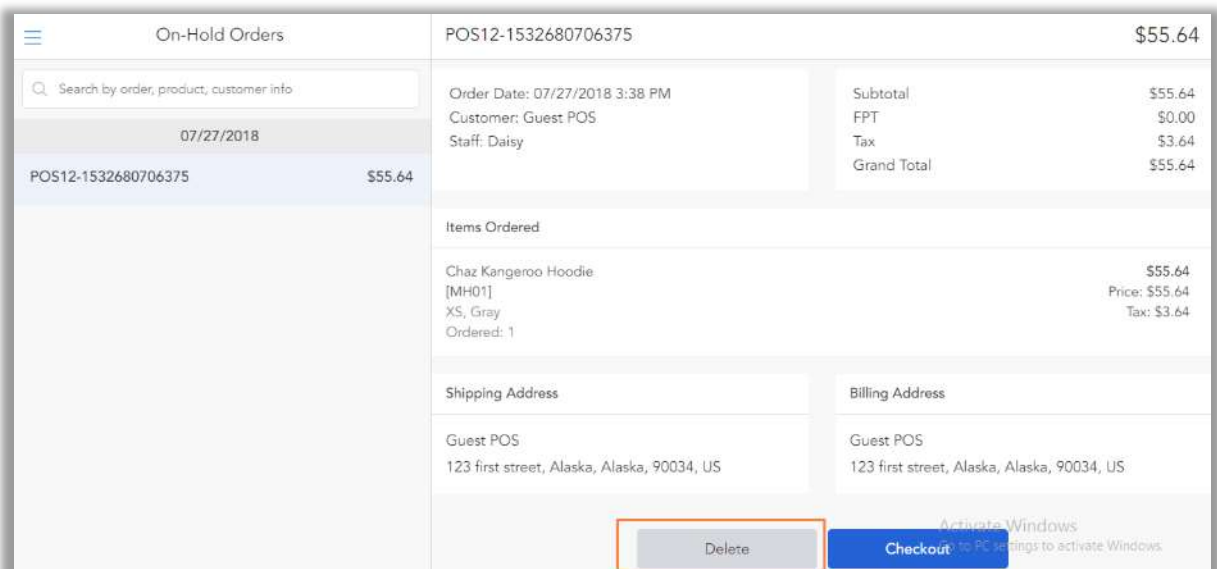 On-Hold Orders
Search by order, product, customer info
07/27/2018
POS12-1532680706375 $55.64
POS12-1532680706375 $55.64
Order Date: 07/27/2018 3:38 PM
Customer: Guest POS
Staff: Daisy
Subtotal $55.64
FPT $0.00
Tax $3.64
Grand Total $55.64
Items Ordered
Chaz Kangeroo Hoodie $55.64
[MH01] Price: $55.64
XS, Gray Tax: $3.64
Ordered: 1
Shipping Address
Guest POS
123 first street, Alaska, Alaska, 90034, US
Billing Address
Guest POS
123 first street, Alaska, Alaska, 90034, US
Delete
Checkout
Activate Windows
Go to PC settings to activate Windows.